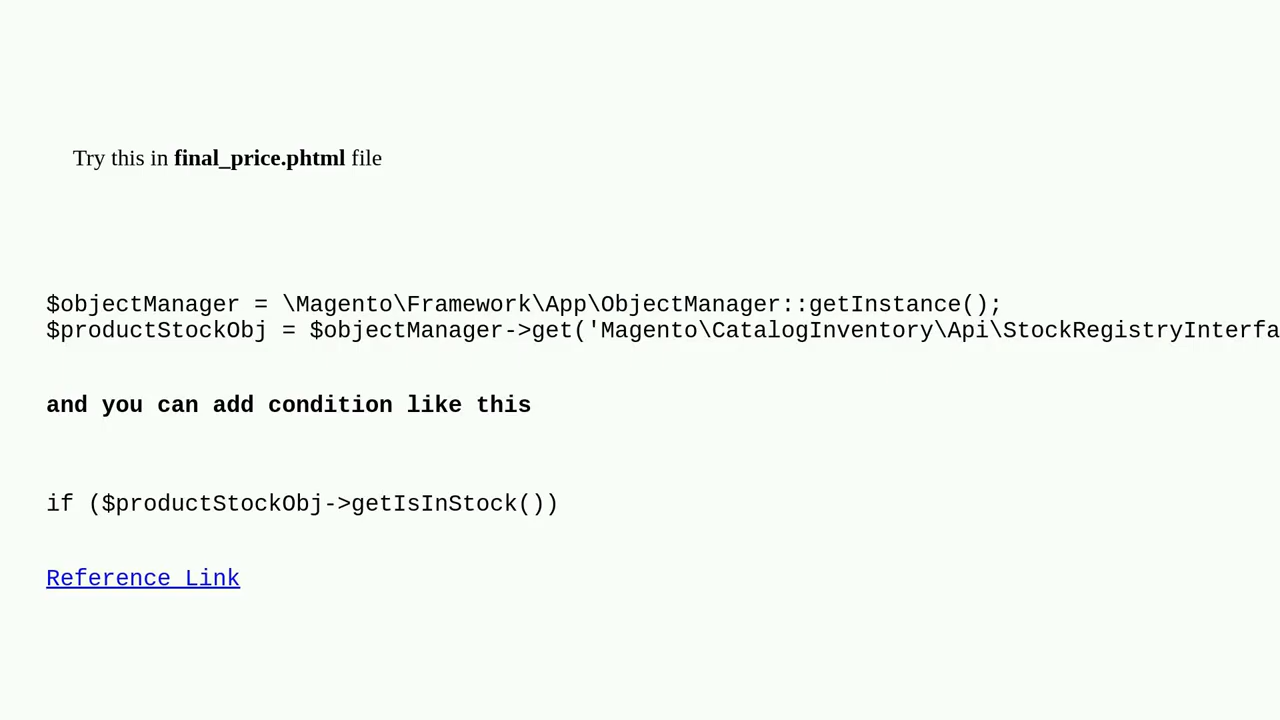 Try this in final_price.phtml file
$objectManager = \Magento\Framework\App\ObjectManager::getInstance();
$productStockObj = $objectManager->get('Magento\CatalogInventory\Api\StockRegistryInterfa
and you can add condition like this
if ($productStockObj->getIsInStock())
Reference Link